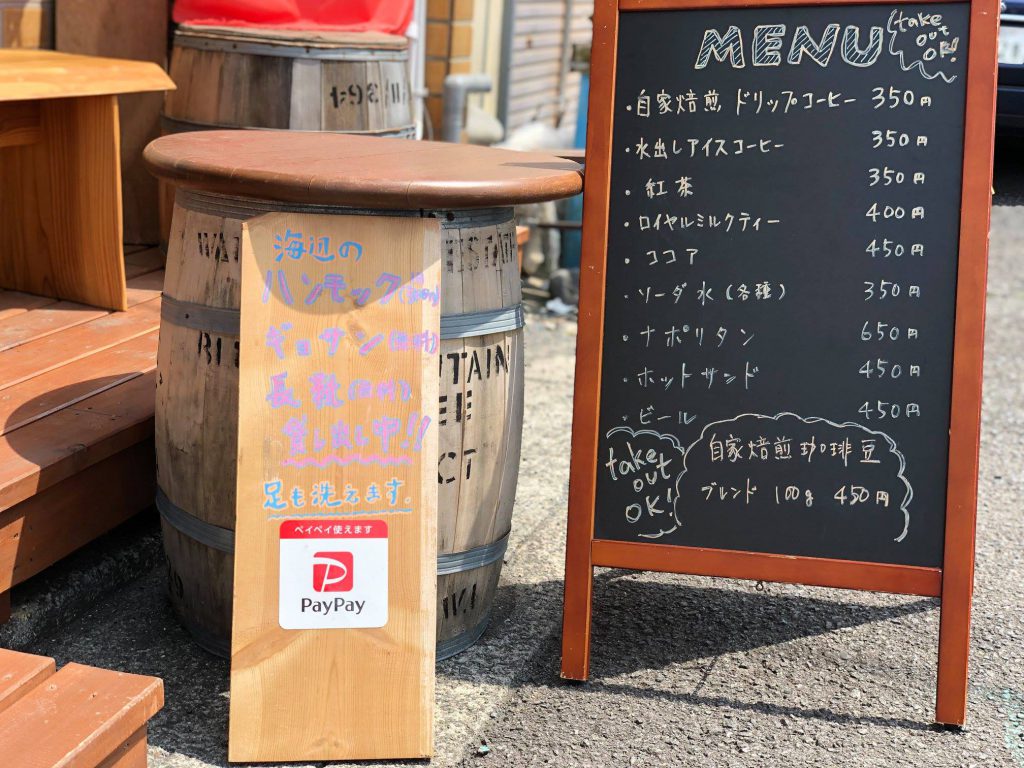 MENU
take
out
OK!
・自家焙煎 ドリップコーヒー 350円
・水出しアイスコーヒー 350円
・紅茶 350円
・ロイヤルミルクティー 400円
・ココア 450円
・ソーダ水(各種) 350円
・ナポリタン 650円
・ホットサンド 450円
・ビール 450円
take
out
OK!
自家焙煎珈琲豆
ブレンド 100g 450円
海辺の
ハンモック
ギョサン
長靴
貸し出し中!!
足も洗えます.
ペイペイ使えます
PayPay